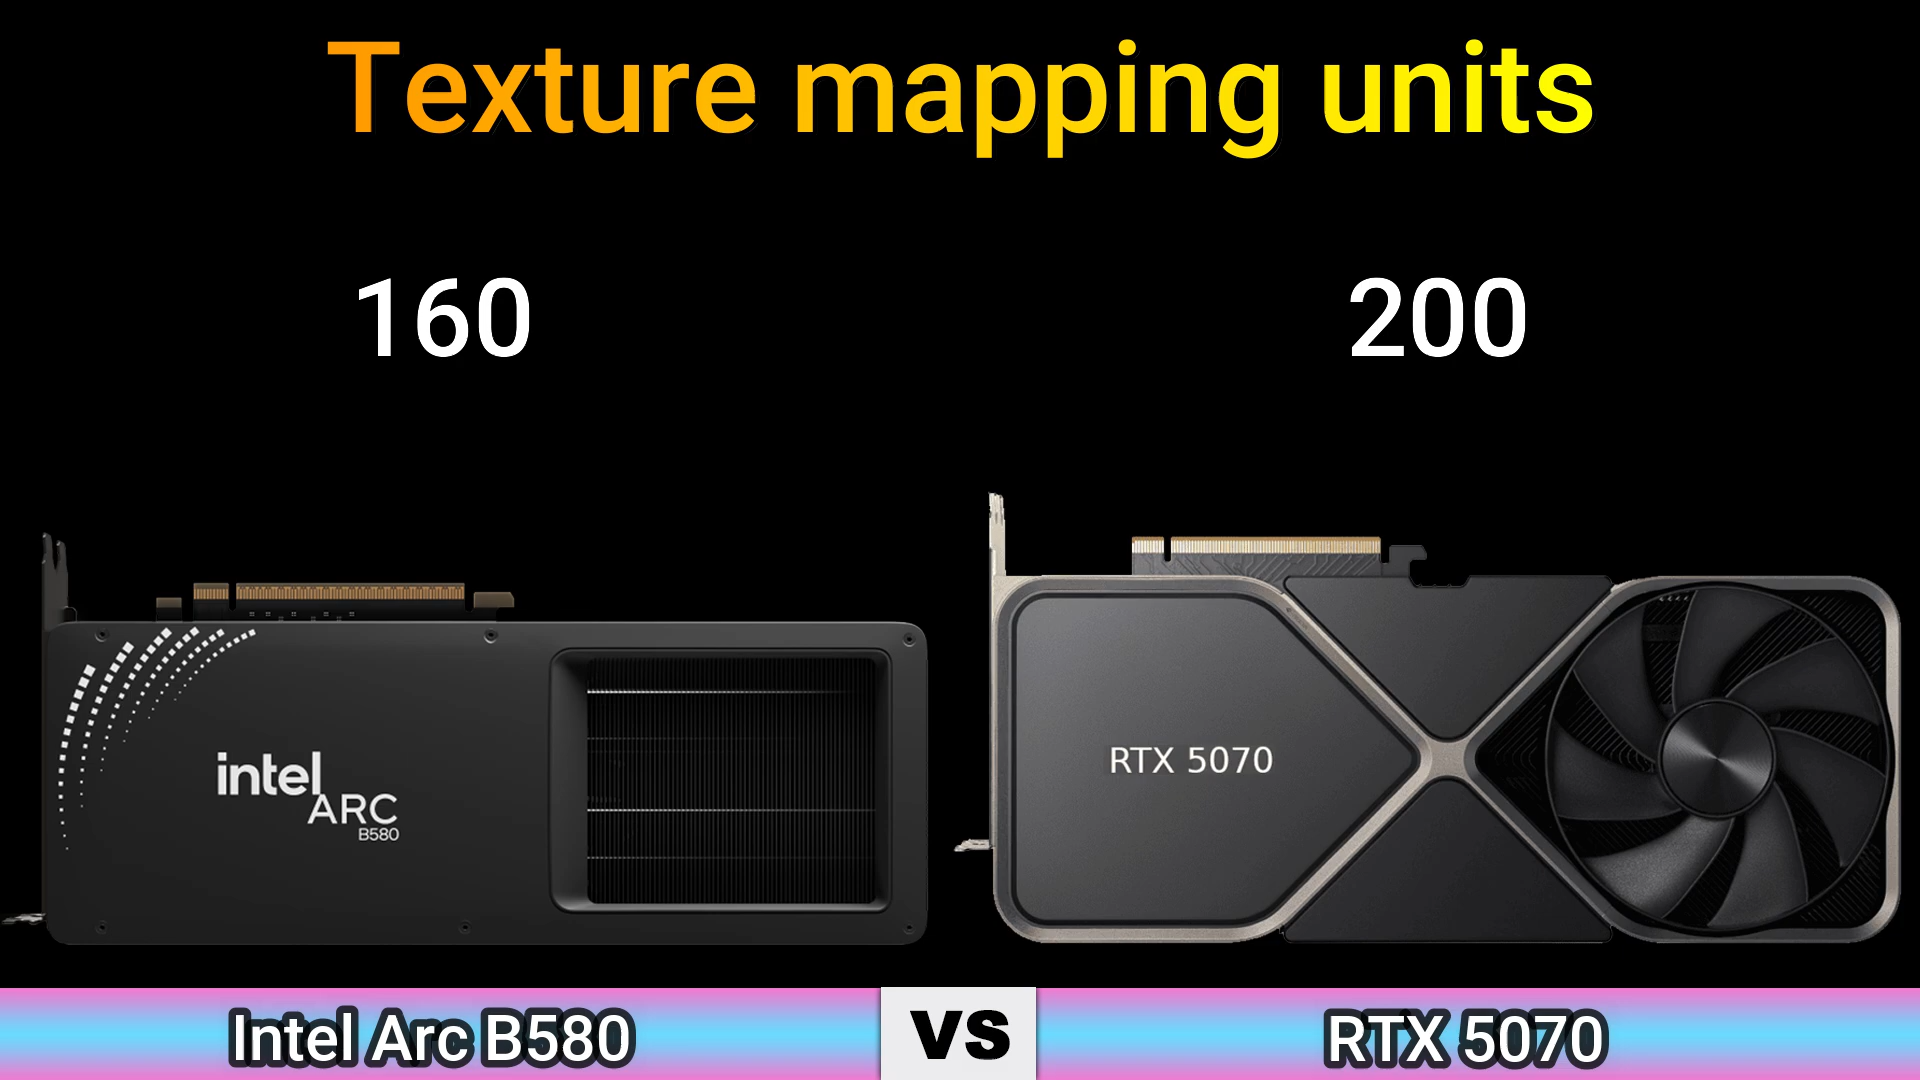 Texture mapping units
160
200
intel
ARC
B580
RTX 5070
Intel Arc B580
VS
RTX 5070